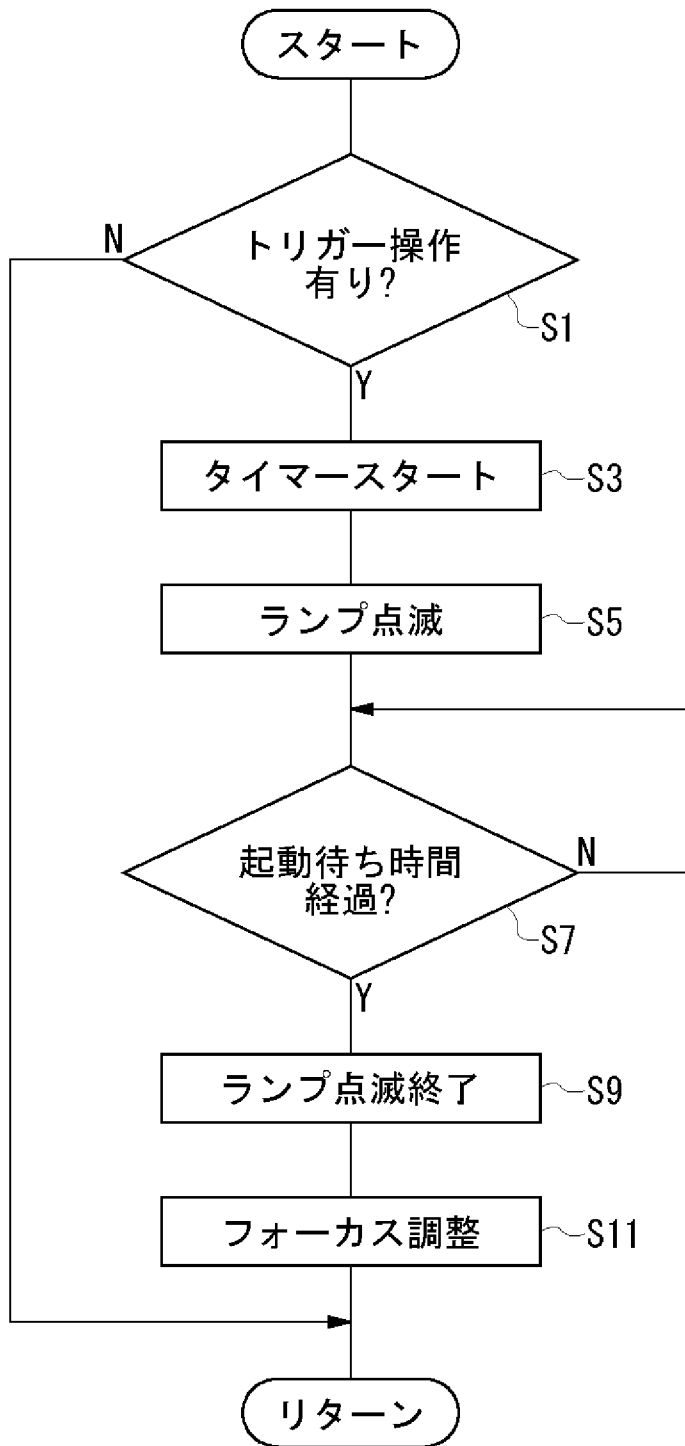 スタート
N
トリガー操作
有り?
S1
Y
タイマースタート
S3
ランプ点滅
S5
起動待ち時間
経過?
N
S7
Y
ランプ点滅終了
S9
フォーカス調整
S11
リターン